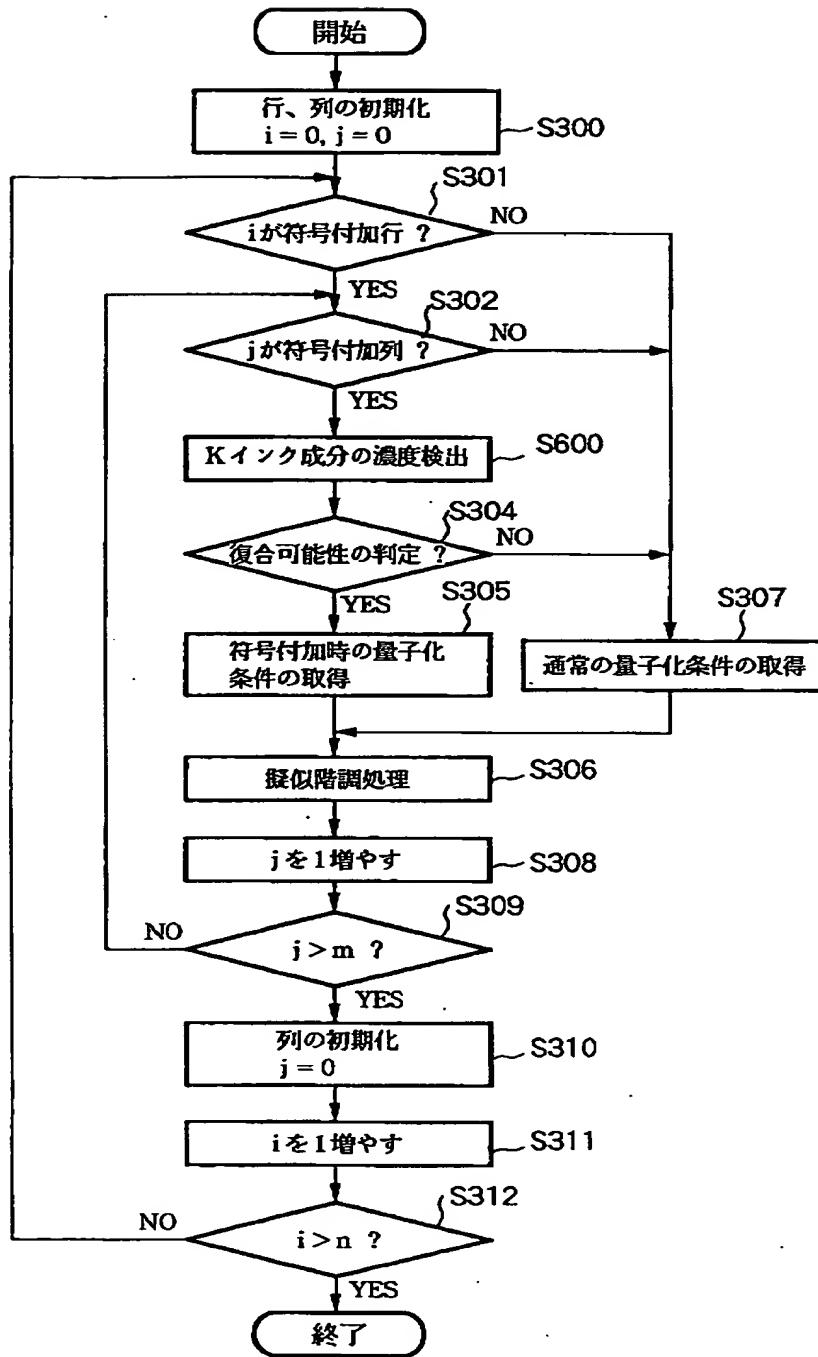 開始
行、列の初期化
i = 0, j = 0
S300
S301
iが符号付加行 ?
NO
YES
S302
jが符号付加列 ?
NO
YES
Kインク成分の濃度検出
S600
S304
復合可能性の判定 ?
NO
YES
S305
符号付加時の量子化
条件の取得
S307
通常の量子化条件の取得
擬似階調処理
S306
jを1増やす
S308
S309
NO
j > m ?
YES
列の初期化
j = 0
S310
iを1増やす
S311
S312
NO
i > n ?
YES
終了